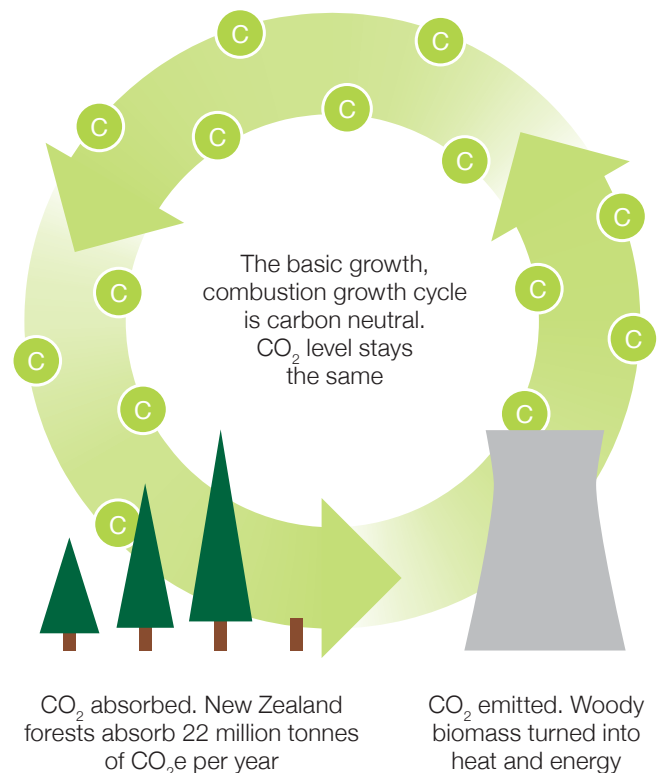 C
C
C
C
C
C
C
C
The basic growth,
combustion growth cycle
is carbon neutral.
CO₂ level stays
the same
C
C
C
C
C
C
C
C
CO₂ absorbed. New Zealand
forests absorb 22 million tonnes
of CO₂e per year
CO₂ emitted. Woody
biomass turned into
heat and energy